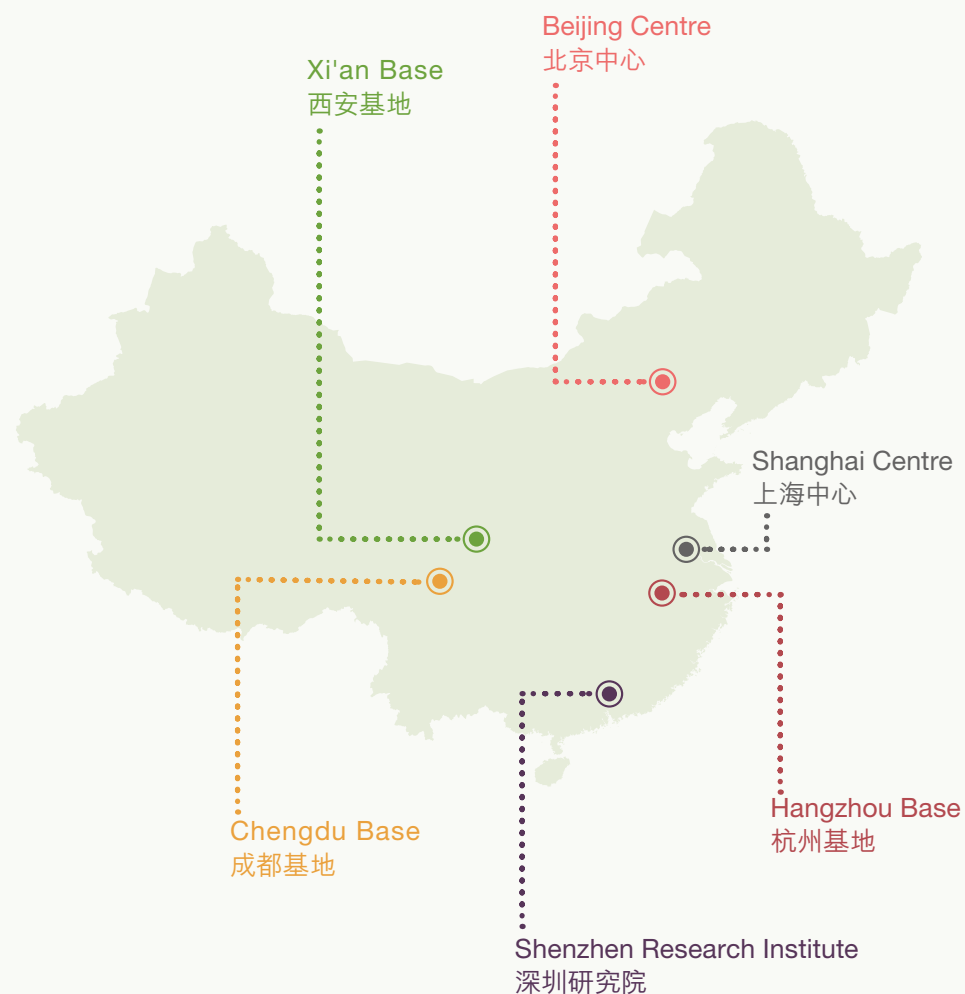 Beijing Centre
北京中心
Xi'an Base
西安基地
Shanghai Centre
上海中心
Hangzhou Base
杭州基地
Chengdu Base
成都基地
Shenzhen Research Institute
深圳研究院